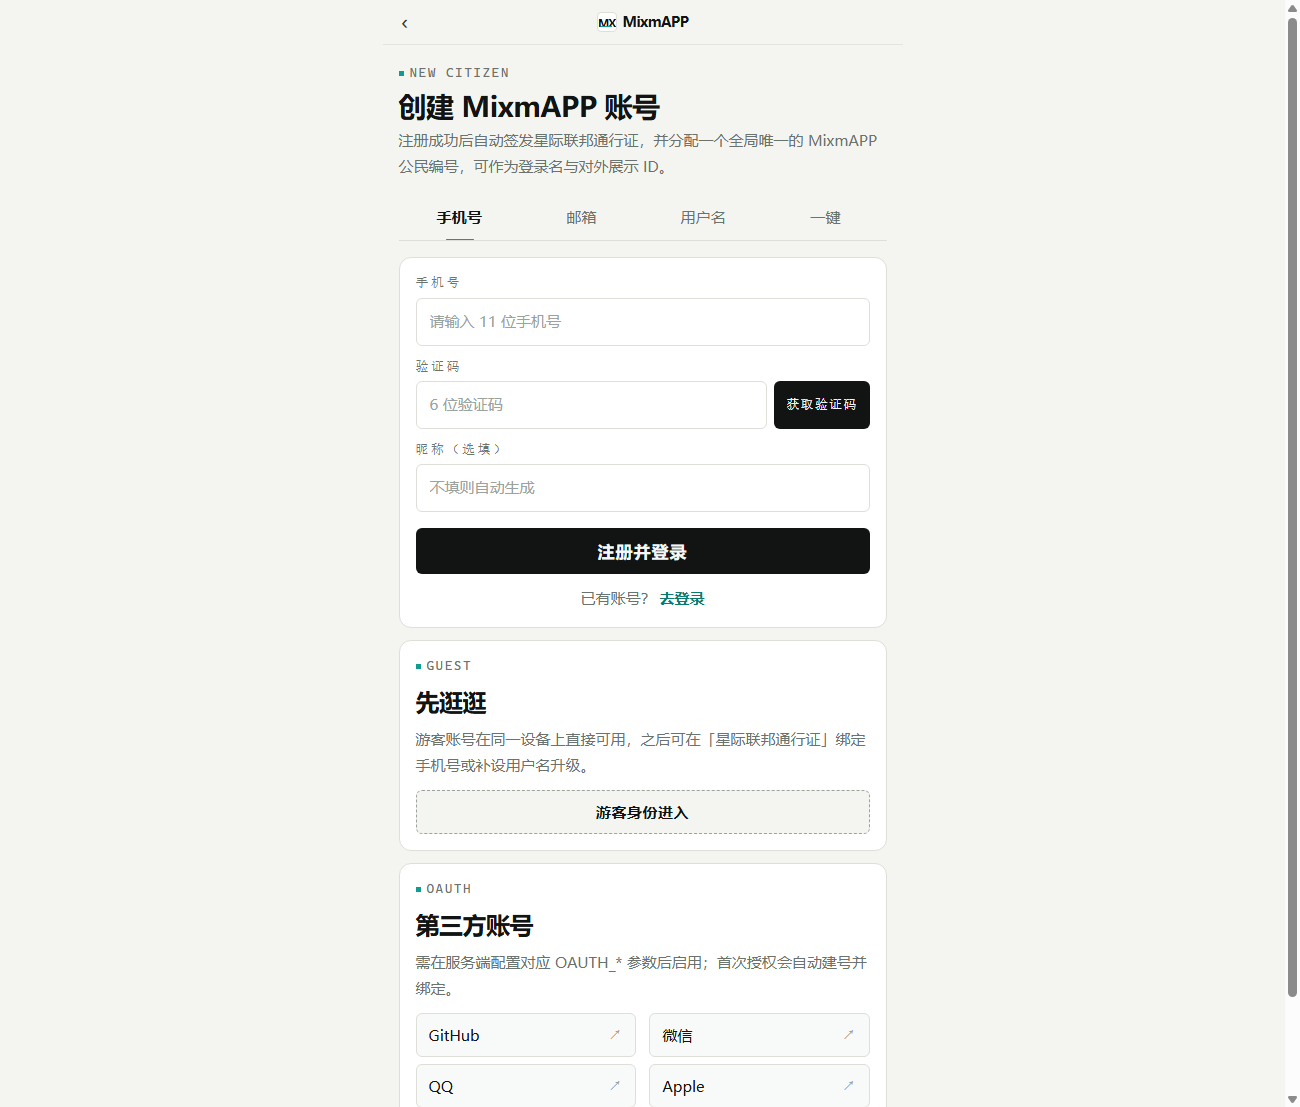 ‹
MX MixmAPP
NEW CITIZEN
创建 MixmAPP 账号
注册成功后自动签发星际联邦通行证，并分配一个全局唯一的 MixmAPP
公民编号，可作为登录名与对外展示 ID。
手机号 邮箱 用户名 一键
手机号
请输入 11 位手机号
验证码
6 位验证码 获取验证码
昵称（选填）
不填则自动生成
注册并登录
已有账号？ 去登录
GUEST
先逛逛
游客账号在同一设备上直接可用，之后可在「星际联邦通行证」绑定
手机号或补设用户名升级。
游客身份进入
OAUTH
第三方账号
需在服务端配置对应 OAUTH_* 参数后启用；首次授权会自动建号并
绑定。
GitHub ↗ 微信 ↗
QQ ↗ Apple ↗